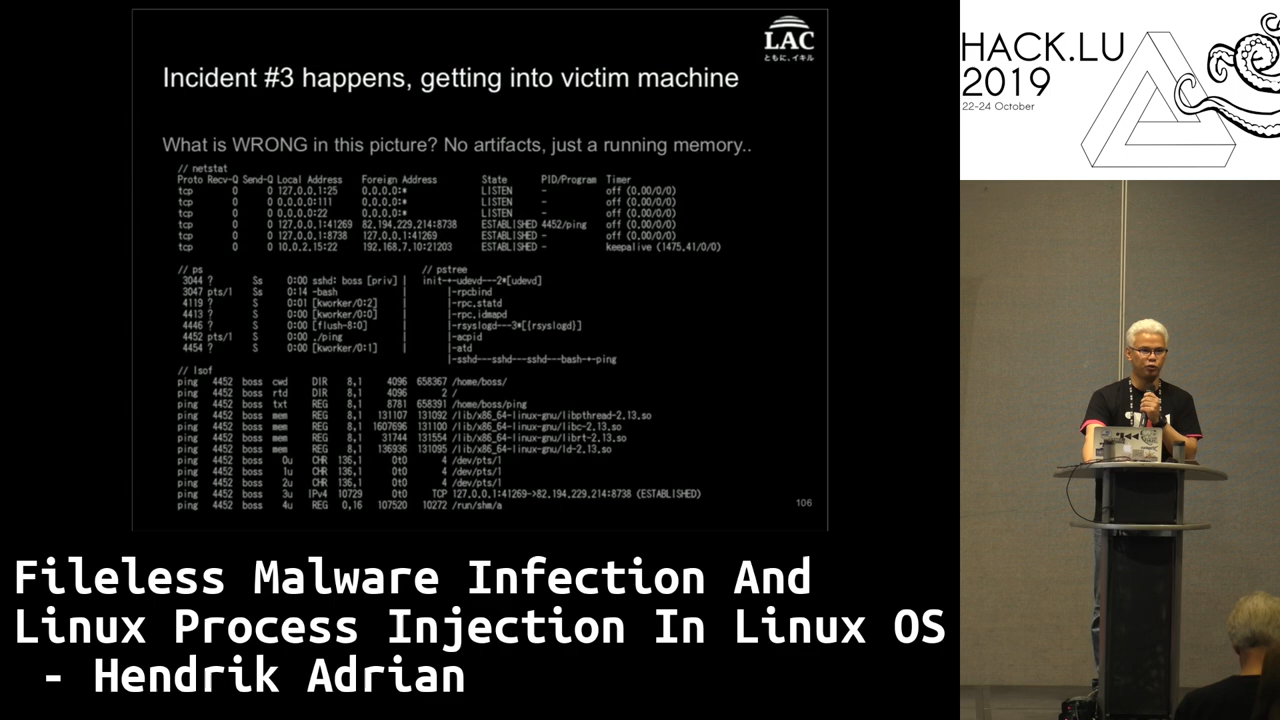 LAC
ともに、イキル
Incident #3 happens, getting into victim machine
What is WRONG in this picture? No artifacts, just a running memory..
// netstat
Proto Recv-Q Send-Q Local Address Foreign Address State PID/Program Timer
tcp 0 0 127.0.0.1:25 0.0.0.0:* LISTEN - off (0.00/0/0)
tcp 0 0 0.0.0.0:111 0.0.0.0:* LISTEN - off (0.00/0/0)
tcp 0 0 0.0.0.0:22 0.0.0.0:* LISTEN - off (0.00/0/0)
tcp 0 0 127.0.0.1:41269 82.194.229.214:8738 ESTABLISHED 4452/ping off (0.00/0/0)
tcp 0 0 127.0.0.1:8738 127.0.0.1:41269 ESTABLISHED - off (0.00/0/0)
tcp 0 0 10.0.2.15:22 192.168.7.10:21203 ESTABLISHED - keepalive (1475.41/0/0)
// ps // pstree
3044 ? Ss 0:00 sshd: boss [priv] | init-+-udevd---2*[udevd]
3047 pts/1 Ss 0:14 -bash | |-rpcbind
4119 ? S 0:01 [kworker/0:2] | |-rpc.statd
4413 ? S 0:00 [kworker/0:0] | |-rpc.idmapd
4446 ? S 0:00 [flush-8:0] | |-rsyslogd---3*[{rsyslogd}]
4452 pts/1 S 0:00 ./ping | |-acpid
4454 ? S 0:00 [kworker/0:1] | |-atd
|-sshd---sshd---sshd---bash-+-ping
// lsof
ping 4452 boss cwd DIR 8,1 4096 658367 /home/boss/
ping 4452 boss rtd DIR 8,1 4096 2 /
ping 4452 boss txt REG 8,1 8781 658391 /home/boss/ping
ping 4452 boss mem REG 8,1 131107 131092 /lib/x86_64-linux-gnu/libpthread-2.13.so
ping 4452 boss mem REG 8,1 1607696 131100 /lib/x86_64-linux-gnu/libc-2.13.so
ping 4452 boss mem REG 8,1 31744 131554 /lib/x86_64-linux-gnu/librt-2.13.so
ping 4452 boss mem REG 8,1 136936 131095 /lib/x86_64-linux-gnu/ld-2.13.so
ping 4452 boss 0u CHR 136,1 0t0 4 /dev/pts/1
ping 4452 boss 1u CHR 136,1 0t0 4 /dev/pts/1
ping 4452 boss 2u CHR 136,1 0t0 4 /dev/pts/1
ping 4452 boss 3u IPv4 10729 0t0 TCP 127.0.0.1:41269->82.194.229.214:8738 (ESTABLISHED)
ping 4452 boss 4u REG 0,16 107520 10272 /run/shm/a
106
HACK.LU
2019
22-24 October
Fileless Malware Infection And
Linux Process Injection In Linux OS
- Hendrik Adrian